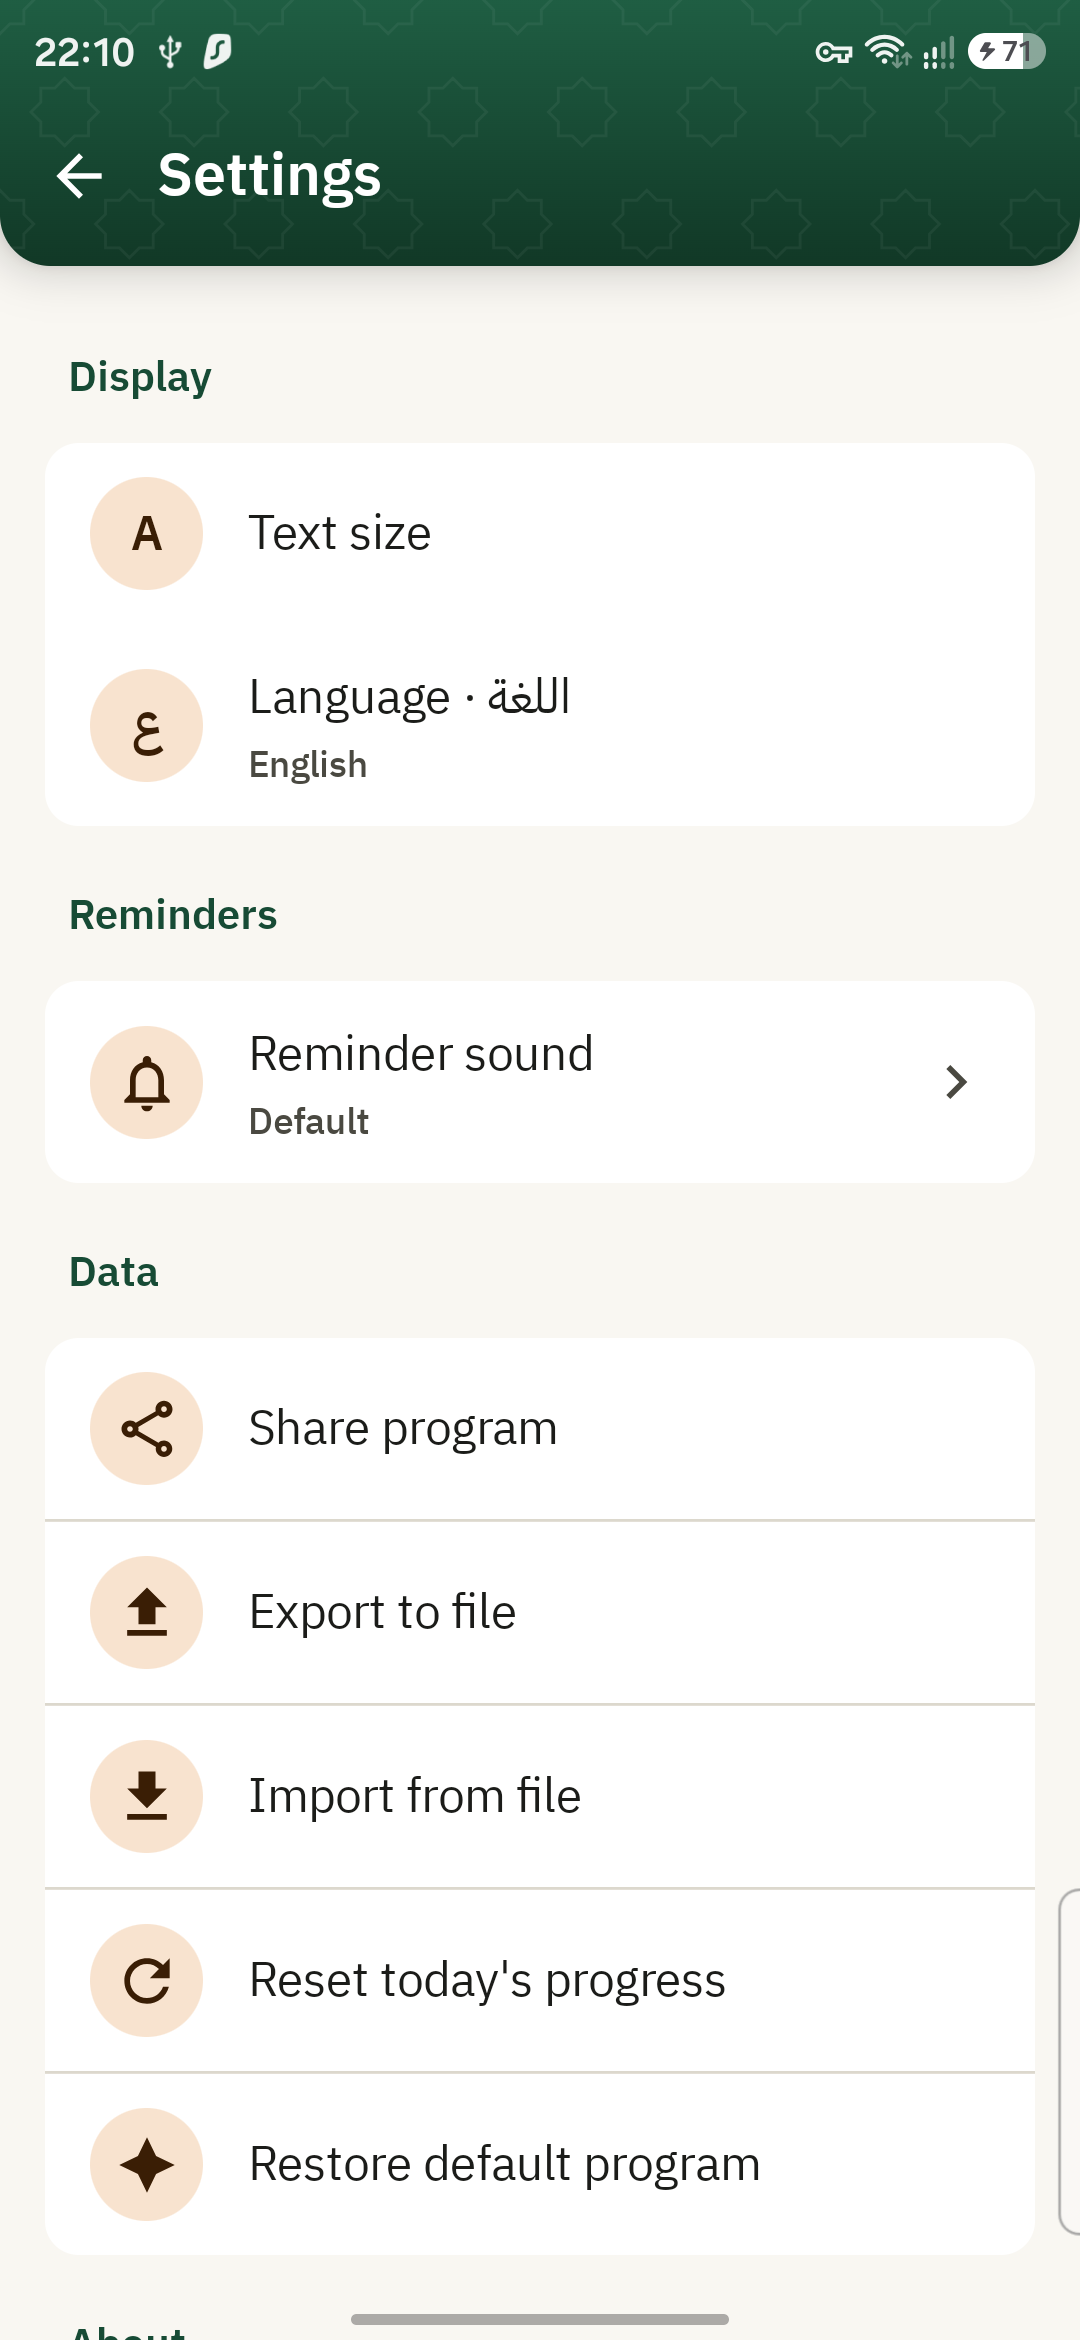 22:10
71
Settings
Display
A
Text size
ع
Language · اللغة
English
Reminders
Reminder sound
Default
Data
Share program
Export to file
Import from file
Reset today's progress
Restore default program
About